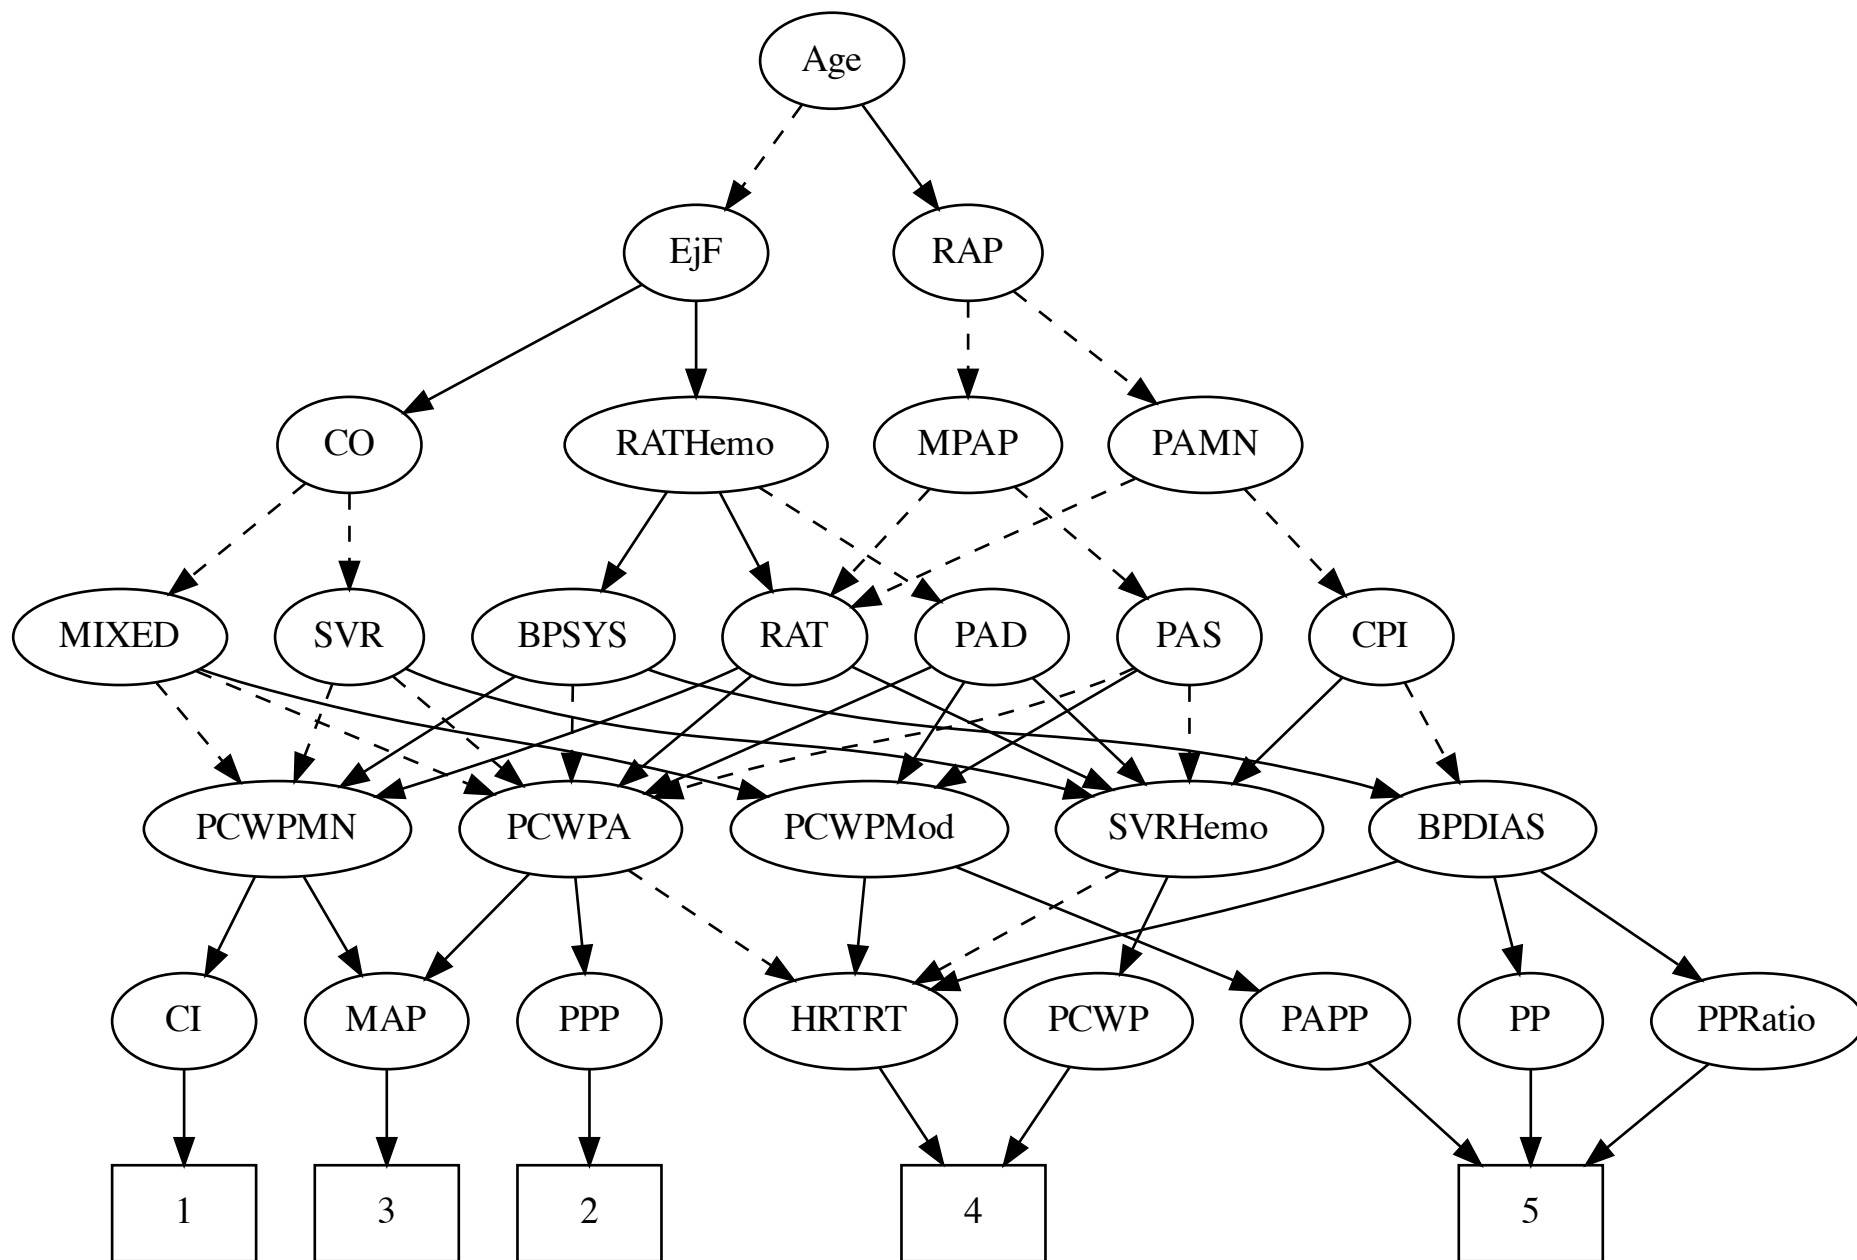 Age
EjF
RAP
CO
RATHemo
MPAP
PAMN
MIXED
SVR
BPSYS
RAT
PAD
PAS
CPI
PCWPMN
PCWPA
PCWPMod
SVRHemo
BPDIAS
CI
MAP
PPP
HRTRT
PCWP
PAPP
PP
PPRatio
1
3
2
4
5